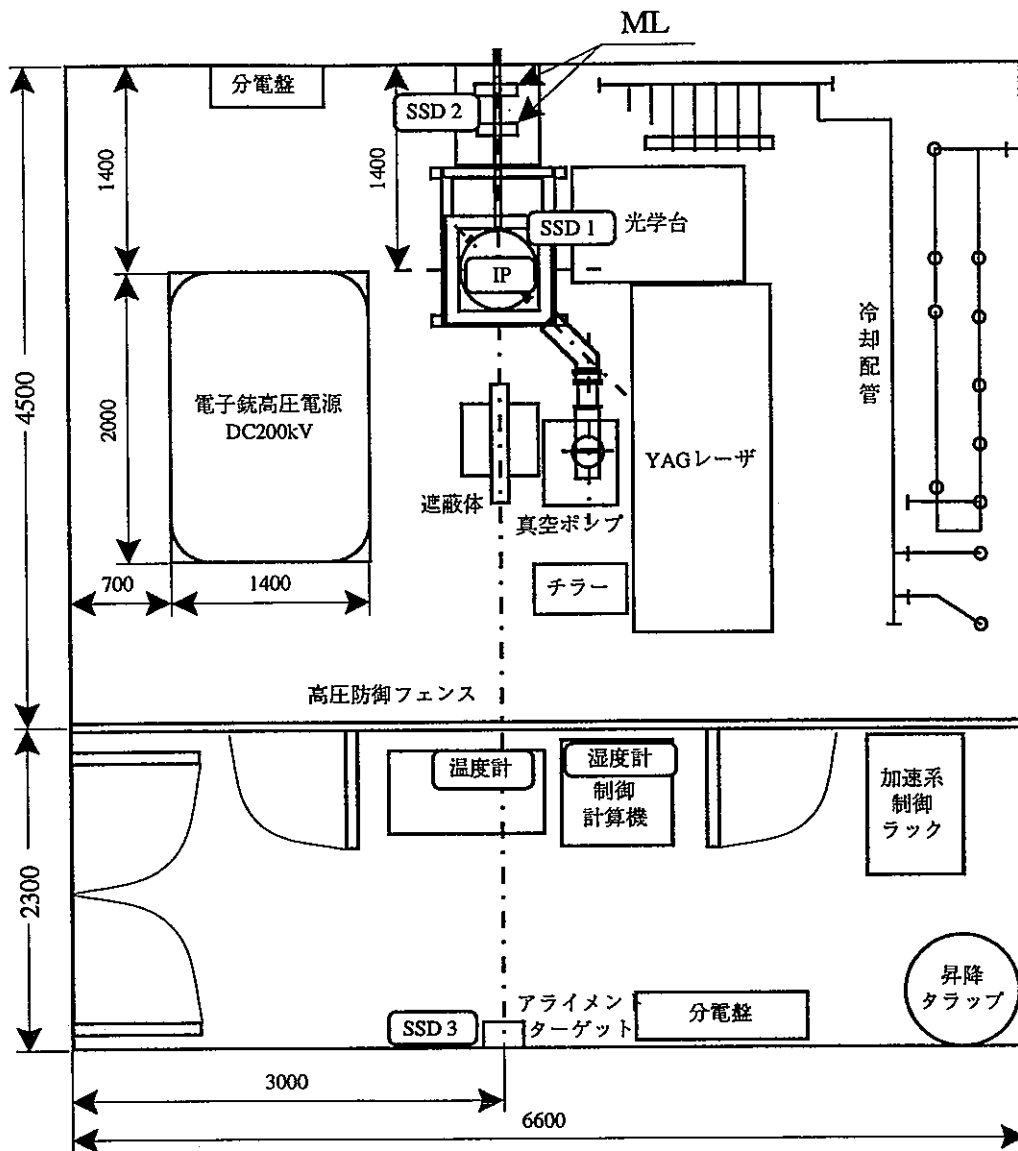 ML
分電盤
SSD 2
1400
1400
SSD 1
光学台
IP
冷却配管
4500
2000
電子銃高圧電源
DC200kV
YAGレーザ
遮蔽体
真空ポンプ
700
1400
チラー
高圧防御フェンス
温度計
湿度計
制御
計算機
加速系
制御
ラック
2300
昇降
タラップ
アライメント
ターゲット
分電盤
SSD 3
3000
6600